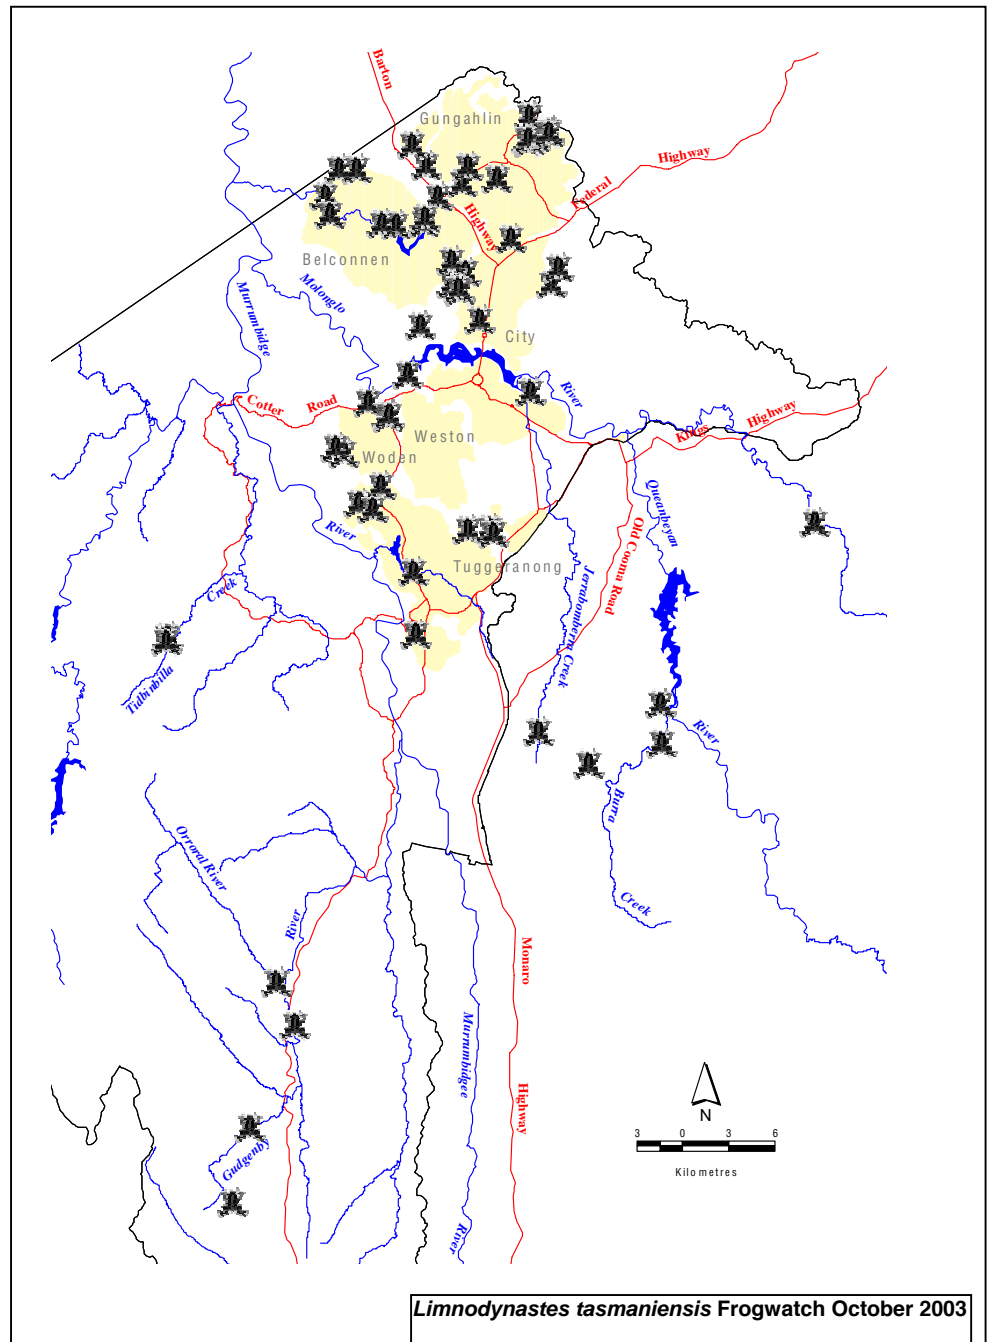 Barton
Gungahlin
Highway
Federal
Highway
Belconnen
Molonglo
Murrumbidge
City
River
Cotter
Road
Highway
Kings
Weston
Woden
Queanbeyan
River
Old Cooma Road
Tuggeranong
Jerrabomberra Creek
Creek
Tidbinbilla
River
Burra
Orroral River
Creek
River
Monaro
Murrumbidgee
Highway
N
3 0 3 6
Kilometres
Gudgenby
River
Limnodynastes tasmaniensis Frogwatch October 2003